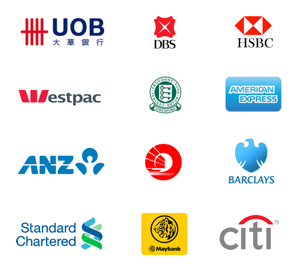 UOB
大華銀行
DBS
HSBC
Westpac
AMERICAN
EXPRESS
ANZ
BARCLAYS
Standard
Chartered
Maybank
citi
®